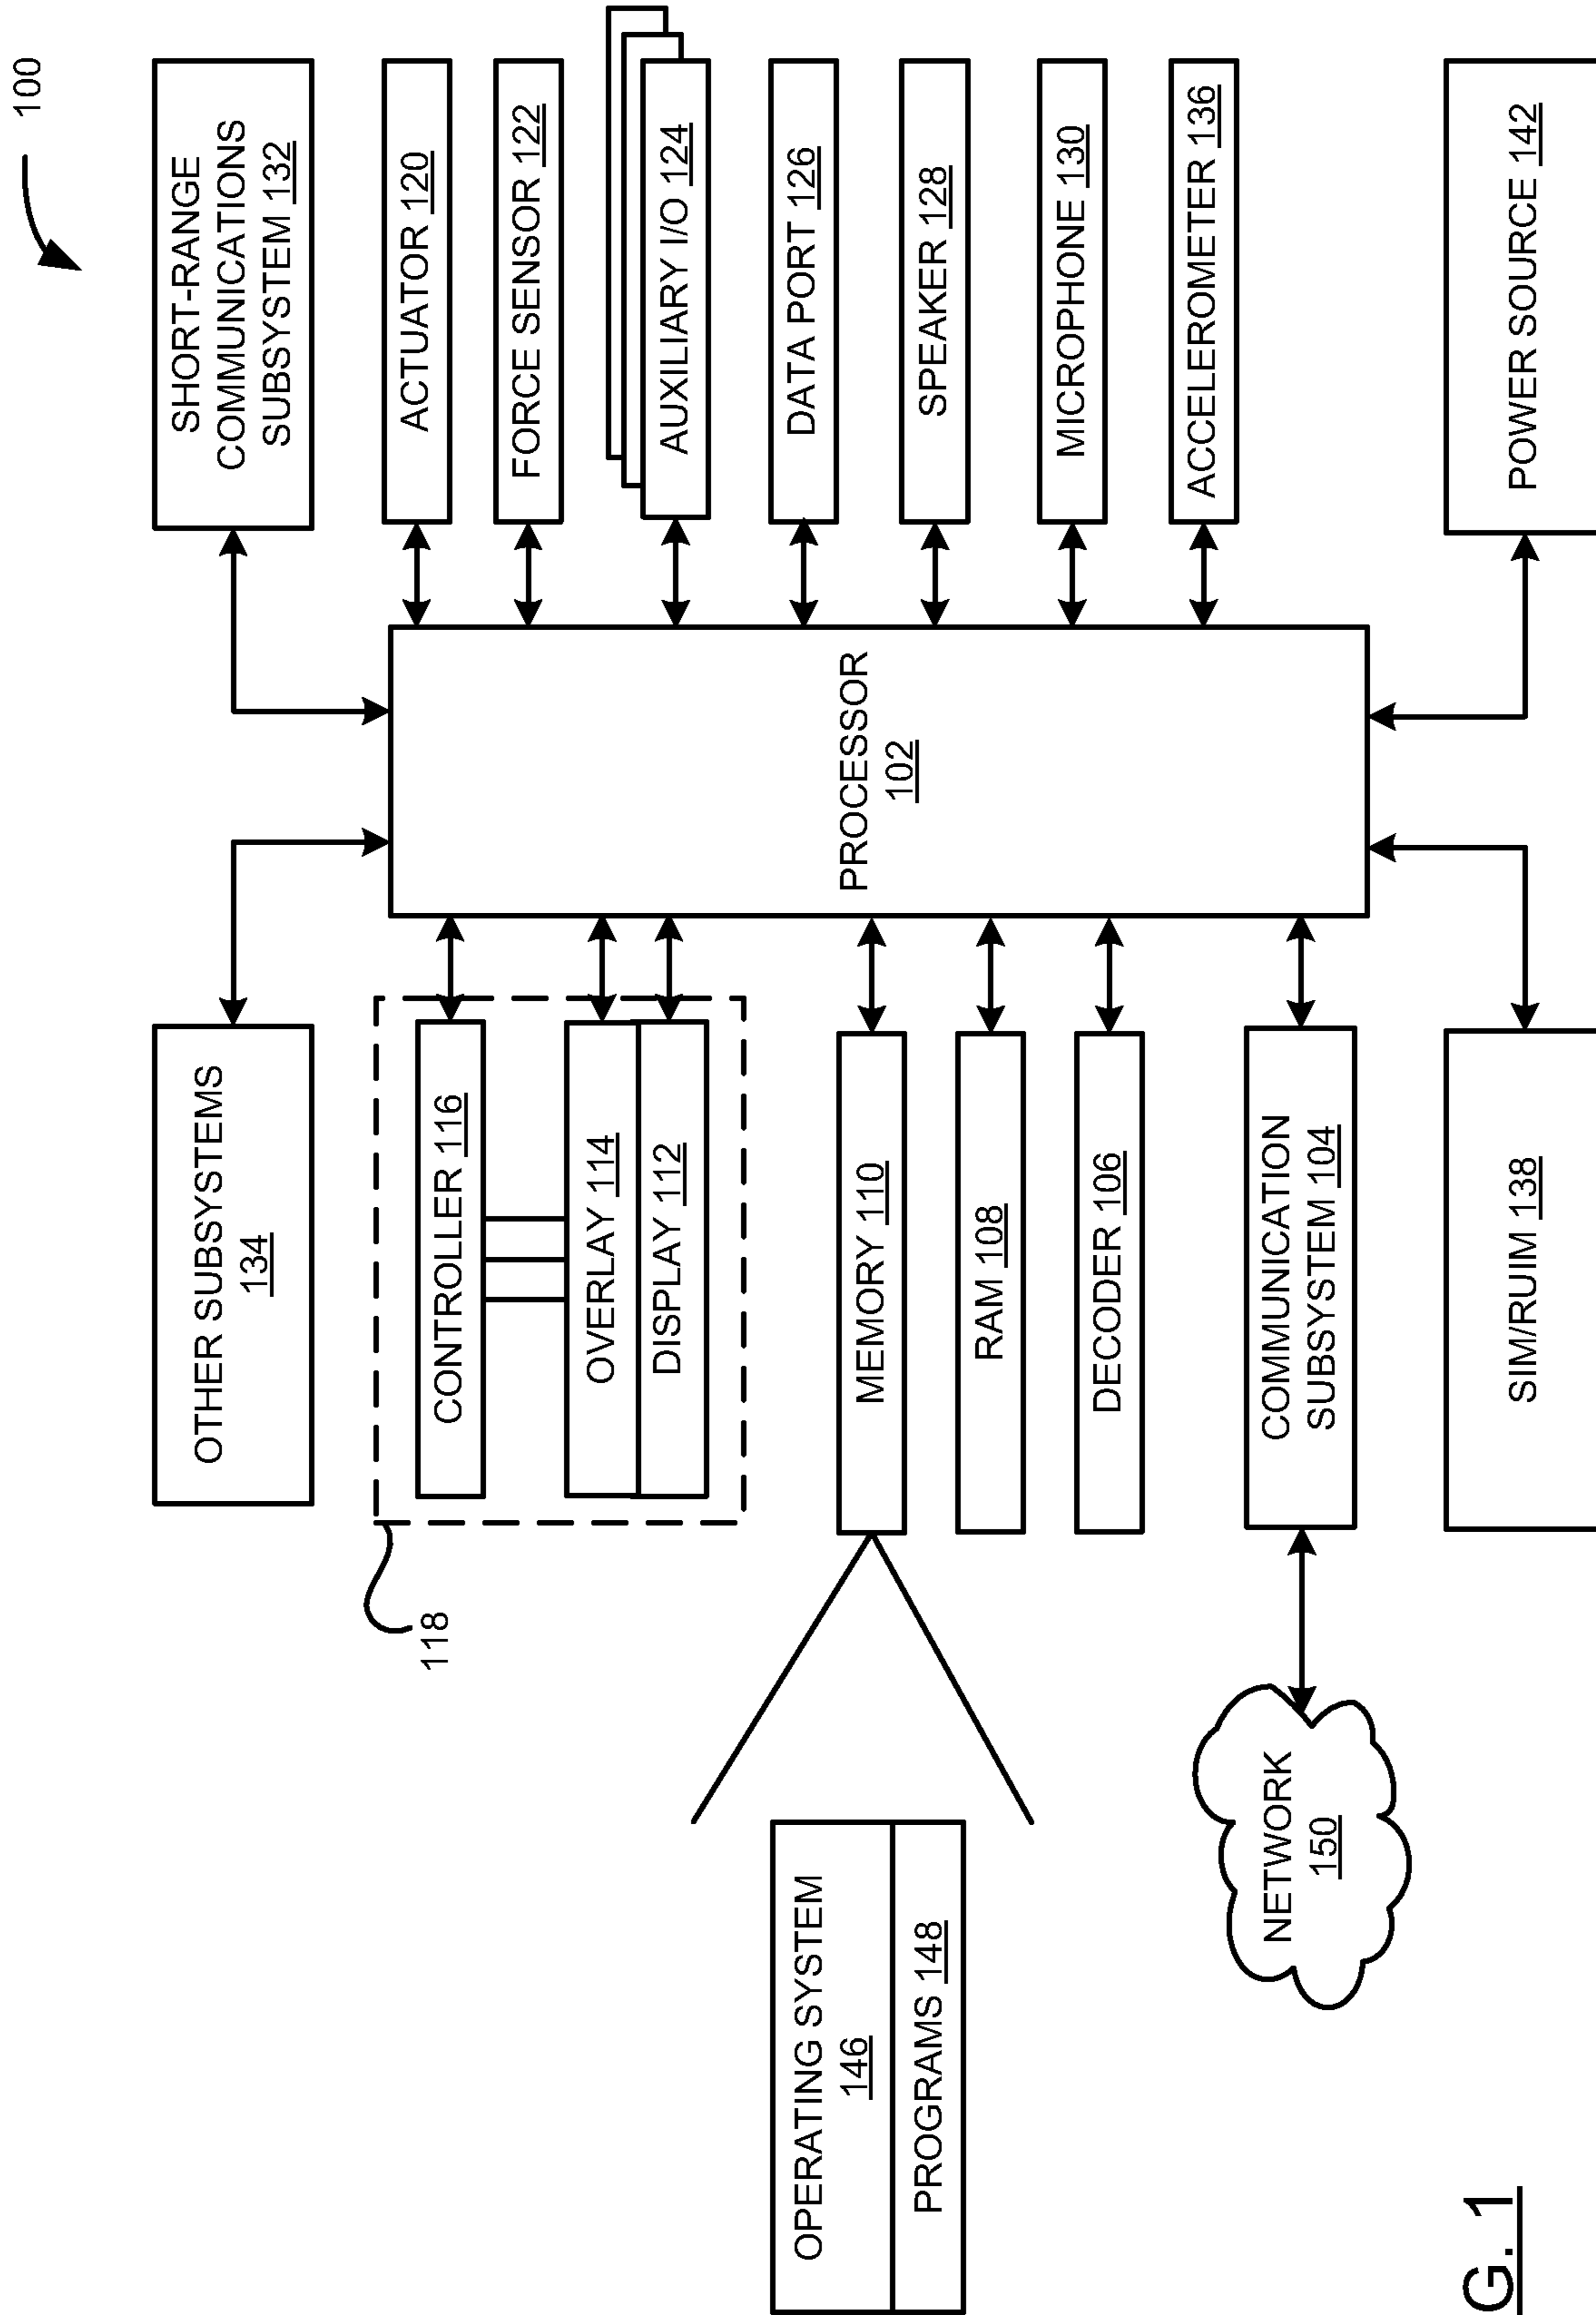 100
SHORT-RANGE
COMMUNICATIONS
SUBSYSTEM 132
OTHER SUBSYSTEMS
134
ACTUATOR 120
FORCE SENSOR 122
AUXILIARY I/O 124
DATA PORT 126
SPEAKER 128
MICROPHONE 130
ACCELEROMETER 136
POWER SOURCE 142
PROCESSOR
102
CONTROLLER 116
OVERLAY 114
DISPLAY 112
118
MEMORY 110
RAM 108
DECODER 106
COMMUNICATION
SUBSYSTEM 104
SIM/RUIM 138
OPERATING SYSTEM
146
PROGRAMS 148
NETWORK
150
G. 1